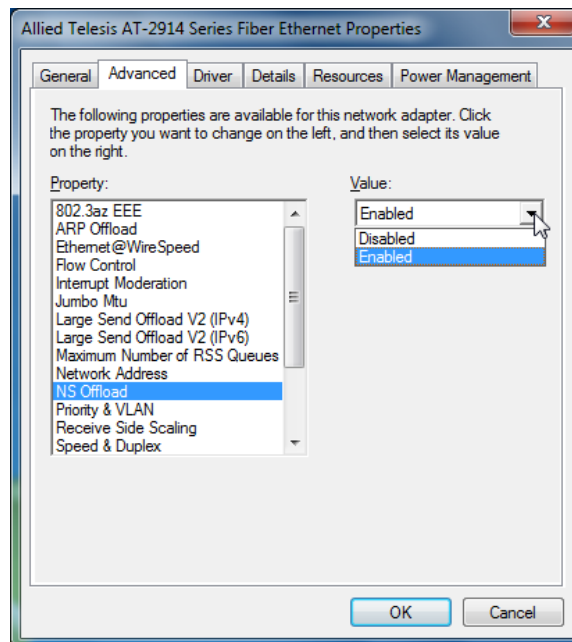 Allied Telesis AT-2914 Series Fiber Ethernet Properties
General Advanced Driver Details Resources Power Management
The following properties are available for this network adapter. Click
the property you want to change on the left, and then select its value
on the right.
Property:
802.3az EEE
ARP Offload
Ethernet@WireSpeed
Flow Control
Interrupt Moderation
Jumbo Mtu
Large Send Offload V2 (IPv4)
Large Send Offload V2 (IPv6)
Maximum Number of RSS Queues
Network Address
NS Offload
Priority & VLAN
Receive Side Scaling
Speed & Duplex
Value:
Enabled
Disabled
Enabled
OK Cancel